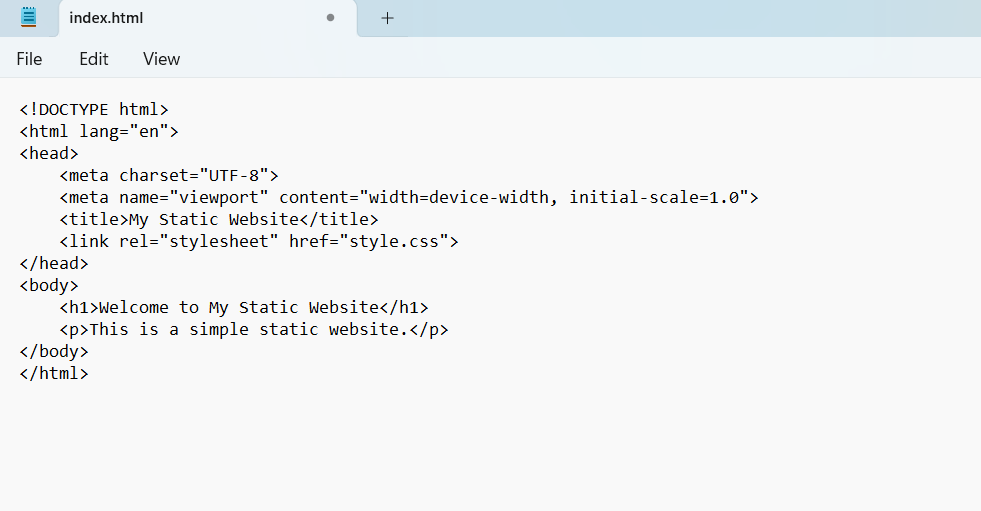 index.html
File Edit View
<!DOCTYPE html>
<html lang="en">
<head>
    <meta charset="UTF-8">
    <meta name="viewport" content="width=device-width, initial-scale=1.0">
    <title>My Static Website</title>
    <link rel="stylesheet" href="style.css">
</head>
<body>
    <h1>Welcome to My Static Website</h1>
    <p>This is a simple static website.</p>
</body>
</html>